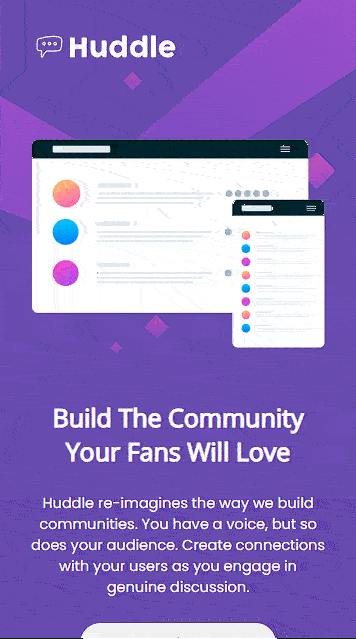 Huddle
Build The Community
Your Fans Will Love
Huddle re-imagines the way we build
communities. You have a voice, but so
does your audience. Create connections
with your users as you engage in
genuine discussion.